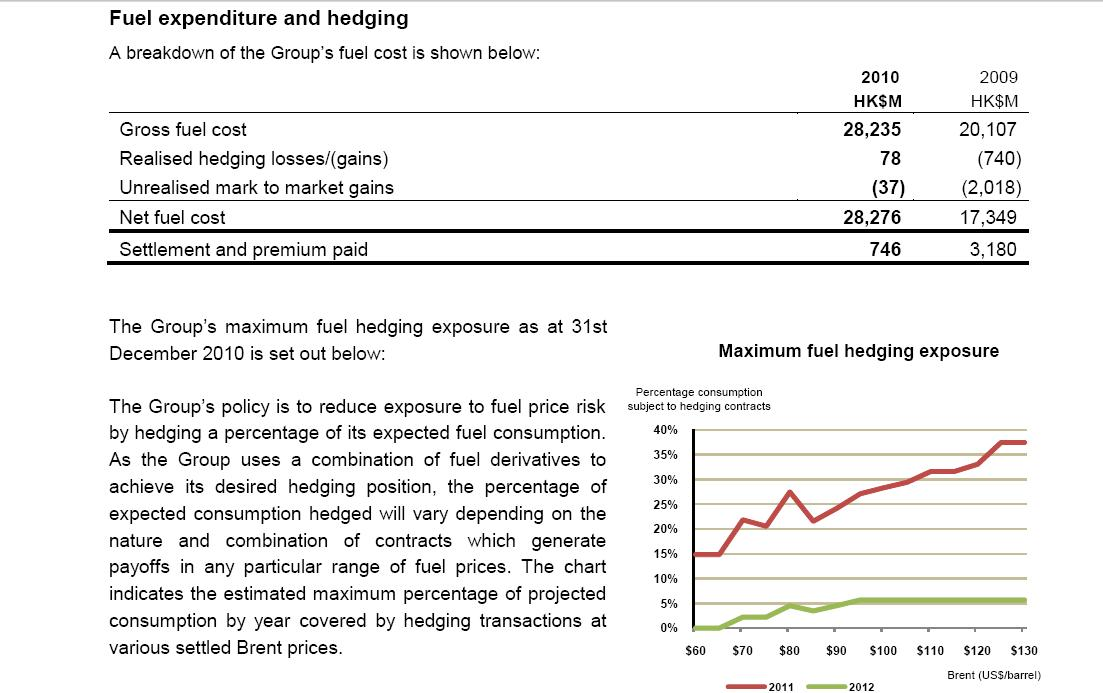 Fuel expenditure and hedging
A breakdown of the Group's fuel cost is shown below:
2010 2009
HK$M HK$M
Gross fuel cost 28,235 20,107
Realised hedging losses/(gains) 78 (740)
Unrealised mark to market gains (37) (2,018)
Net fuel cost 28,276 17,349
Settlement and premium paid 746 3,180
The Group's maximum fuel hedging exposure as at 31st
December 2010 is set out below:
The Group's policy is to reduce exposure to fuel price risk
by hedging a percentage of its expected fuel consumption.
As the Group uses a combination of fuel derivatives to
achieve its desired hedging position, the percentage of
expected consumption hedged will vary depending on the
nature and combination of contracts which generate
payoffs in any particular range of fuel prices. The chart
indicates the estimated maximum percentage of projected
consumption by year covered by hedging transactions at
various settled Brent prices.
Maximum fuel hedging exposure
Percentage consumption
subject to hedging contracts
40%
35%
30%
25%
20%
15%
10%
5%
0%
$60 $70 $80 $90 $100 $110 $120 $130
Brent (US$/barrel)
2011 2012